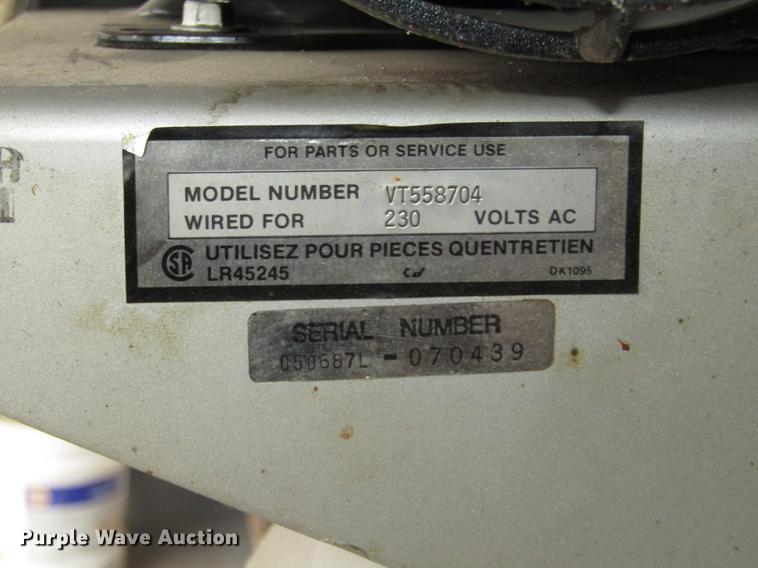 FOR PARTS OR SERVICE USE
MODEL NUMBER VT558704
WIRED FOR 230 VOLTS AC
UTILISEZ POUR PIECES QUENTRETIEN
LR45245 DK1095
SERIAL NUMBER
050687L - 070439
Purple Wave Auction